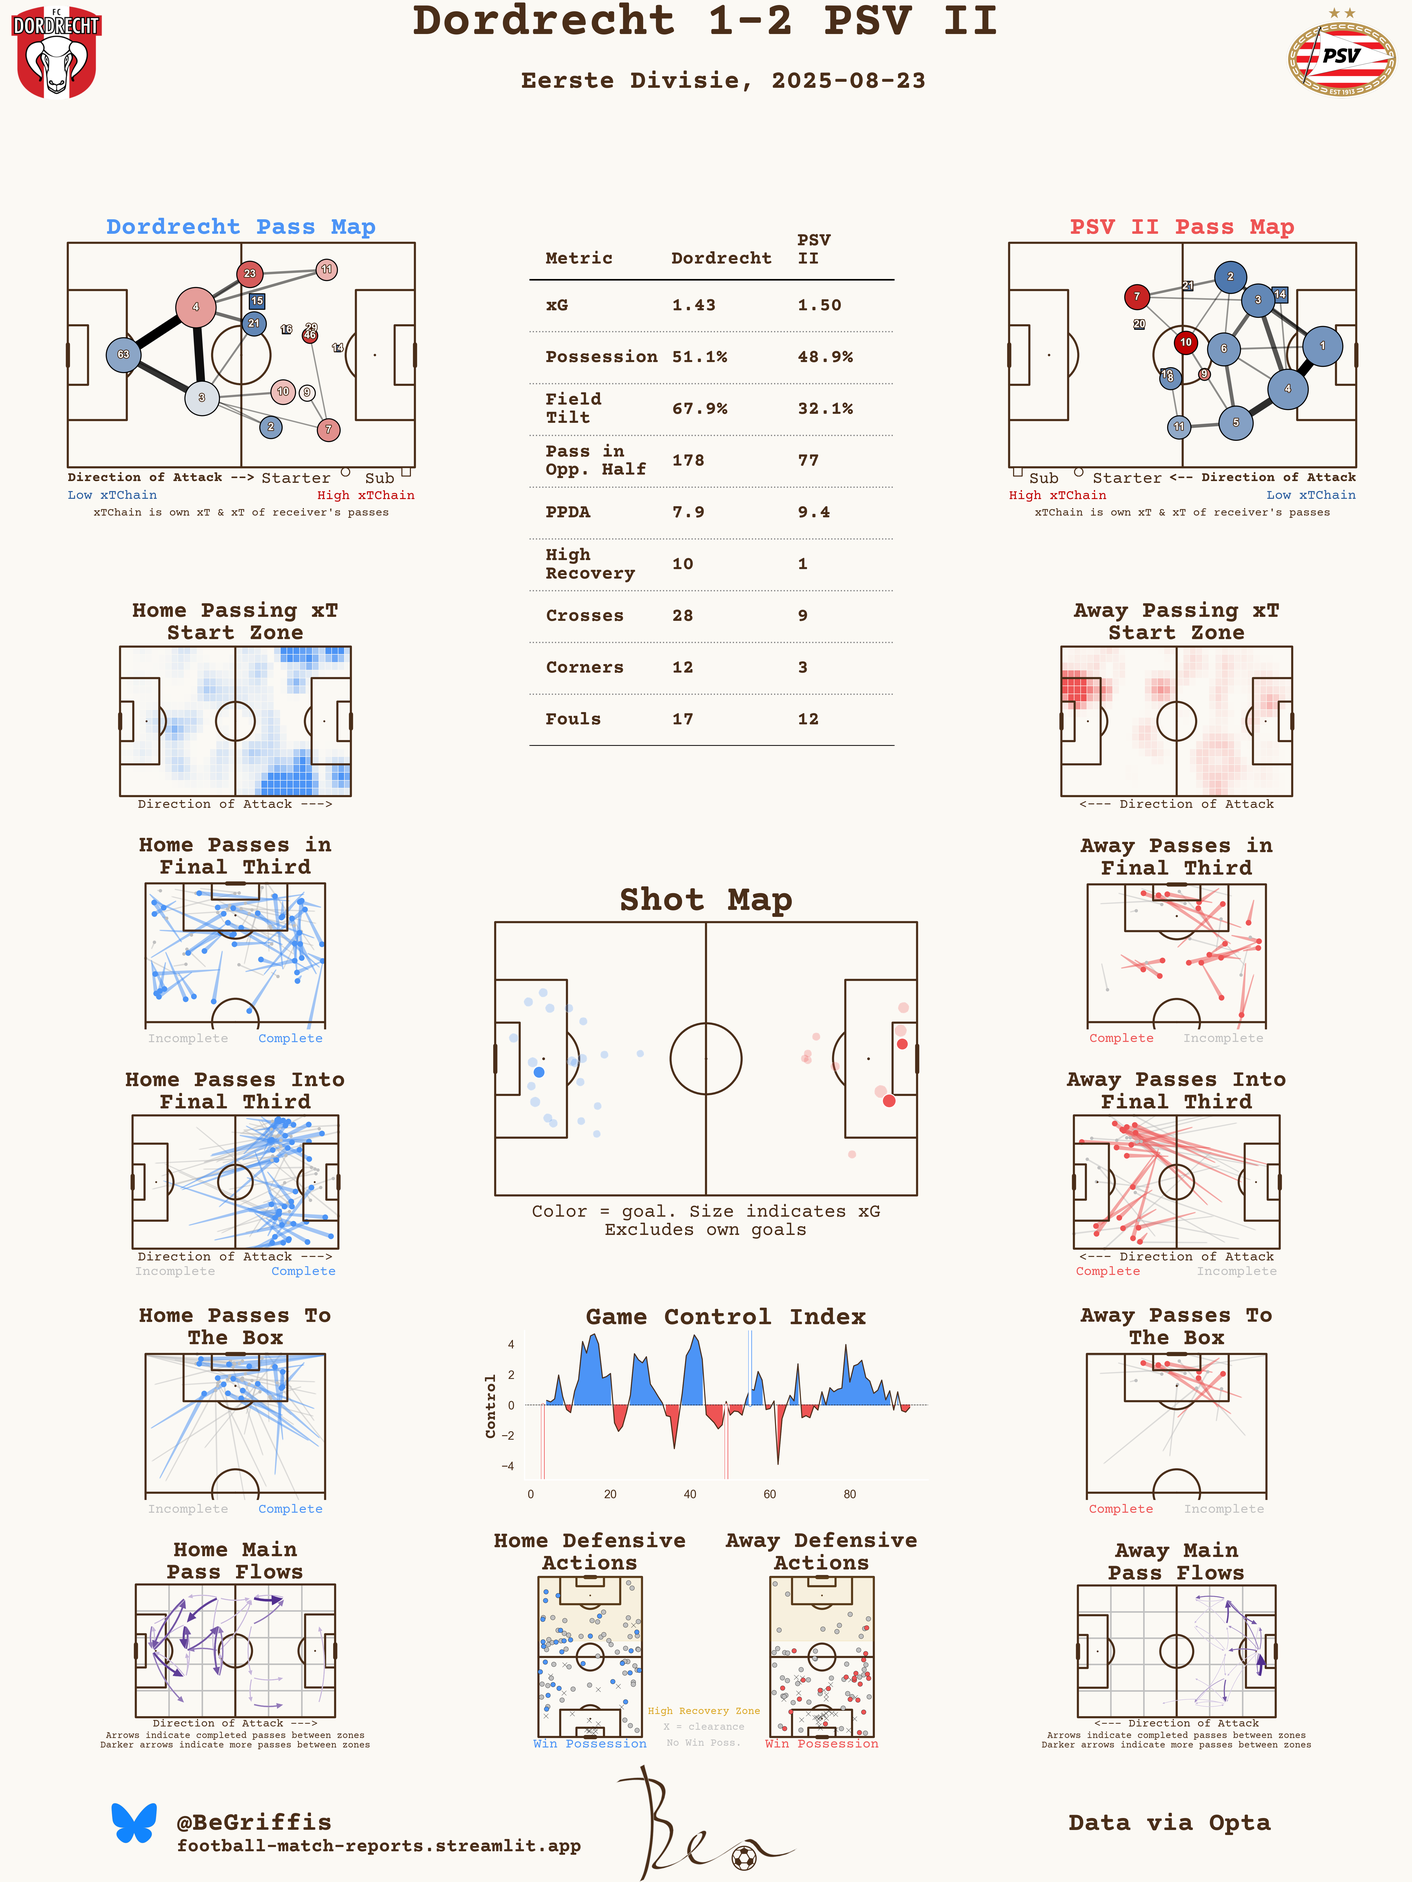 FC
DORDRECHT
Dordrecht 1-2 PSV II
Eerste Divisie, 2025-08-23
PSV
EST 1913
Dordrecht Pass Map
23
11
4
15
21
16
29
46
14
63
10
9
3
2
7
Direction of Attack --> Starter Sub
Low xTChain High xTChain
xTChain is own xT & xT of receiver's passes
Metric Dordrecht PSV II
xG 1.43 1.50
Possession 51.1% 48.9%
Field Tilt 67.9% 32.1%
Pass in Opp. Half 178 77
PPDA 7.9 9.4
High Recovery 10 1
Crosses 28 9
Corners 12 3
Fouls 17 12
PSV II Pass Map
2
21
14
7
3
20
10
6
1
8
9
4
11
5
Sub Starter <-- Direction of Attack
High xTChain Low xTChain
xTChain is own xT & xT of receiver's passes
Home Passing xT
Start Zone
Direction of Attack --->
Away Passing xT
Start Zone
<--- Direction of Attack
Home Passes in
Final Third
Incomplete Complete
Away Passes in
Final Third
Complete Incomplete
Shot Map
Color = goal. Size indicates xG
Excludes own goals
Home Passes Into
Final Third
Direction of Attack --->
Incomplete Complete
Away Passes Into
Final Third
<--- Direction of Attack
Complete Incomplete
Home Passes To
The Box
Incomplete Complete
Game Control Index
Control
4
2
0
−2
−4
0 20 40 60 80
Away Passes To
The Box
Complete Incomplete
Home Main
Pass Flows
Direction of Attack --->
Arrows indicate completed passes between zones
Darker arrows indicate more passes between zones
Home Defensive
Actions
Win Possession
High Recovery Zone
X = clearance
No Win Poss.
Away Defensive
Actions
Win Possession
Away Main
Pass Flows
<--- Direction of Attack
Arrows indicate completed passes between zones
Darker arrows indicate more passes between zones
@BeGriffis
football-match-reports.streamlit.app
Ben
Data via Opta